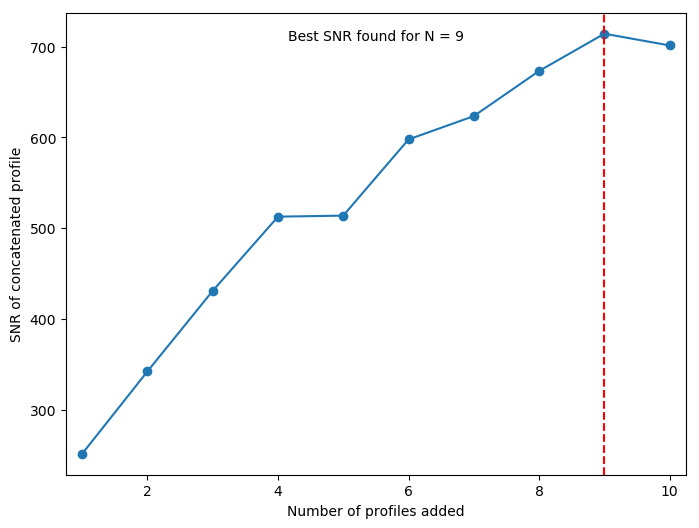 Best SNR found for N = 9
SNR of concatenated profile
700
600
500
400
300
2 4 6 8 10
Number of profiles added